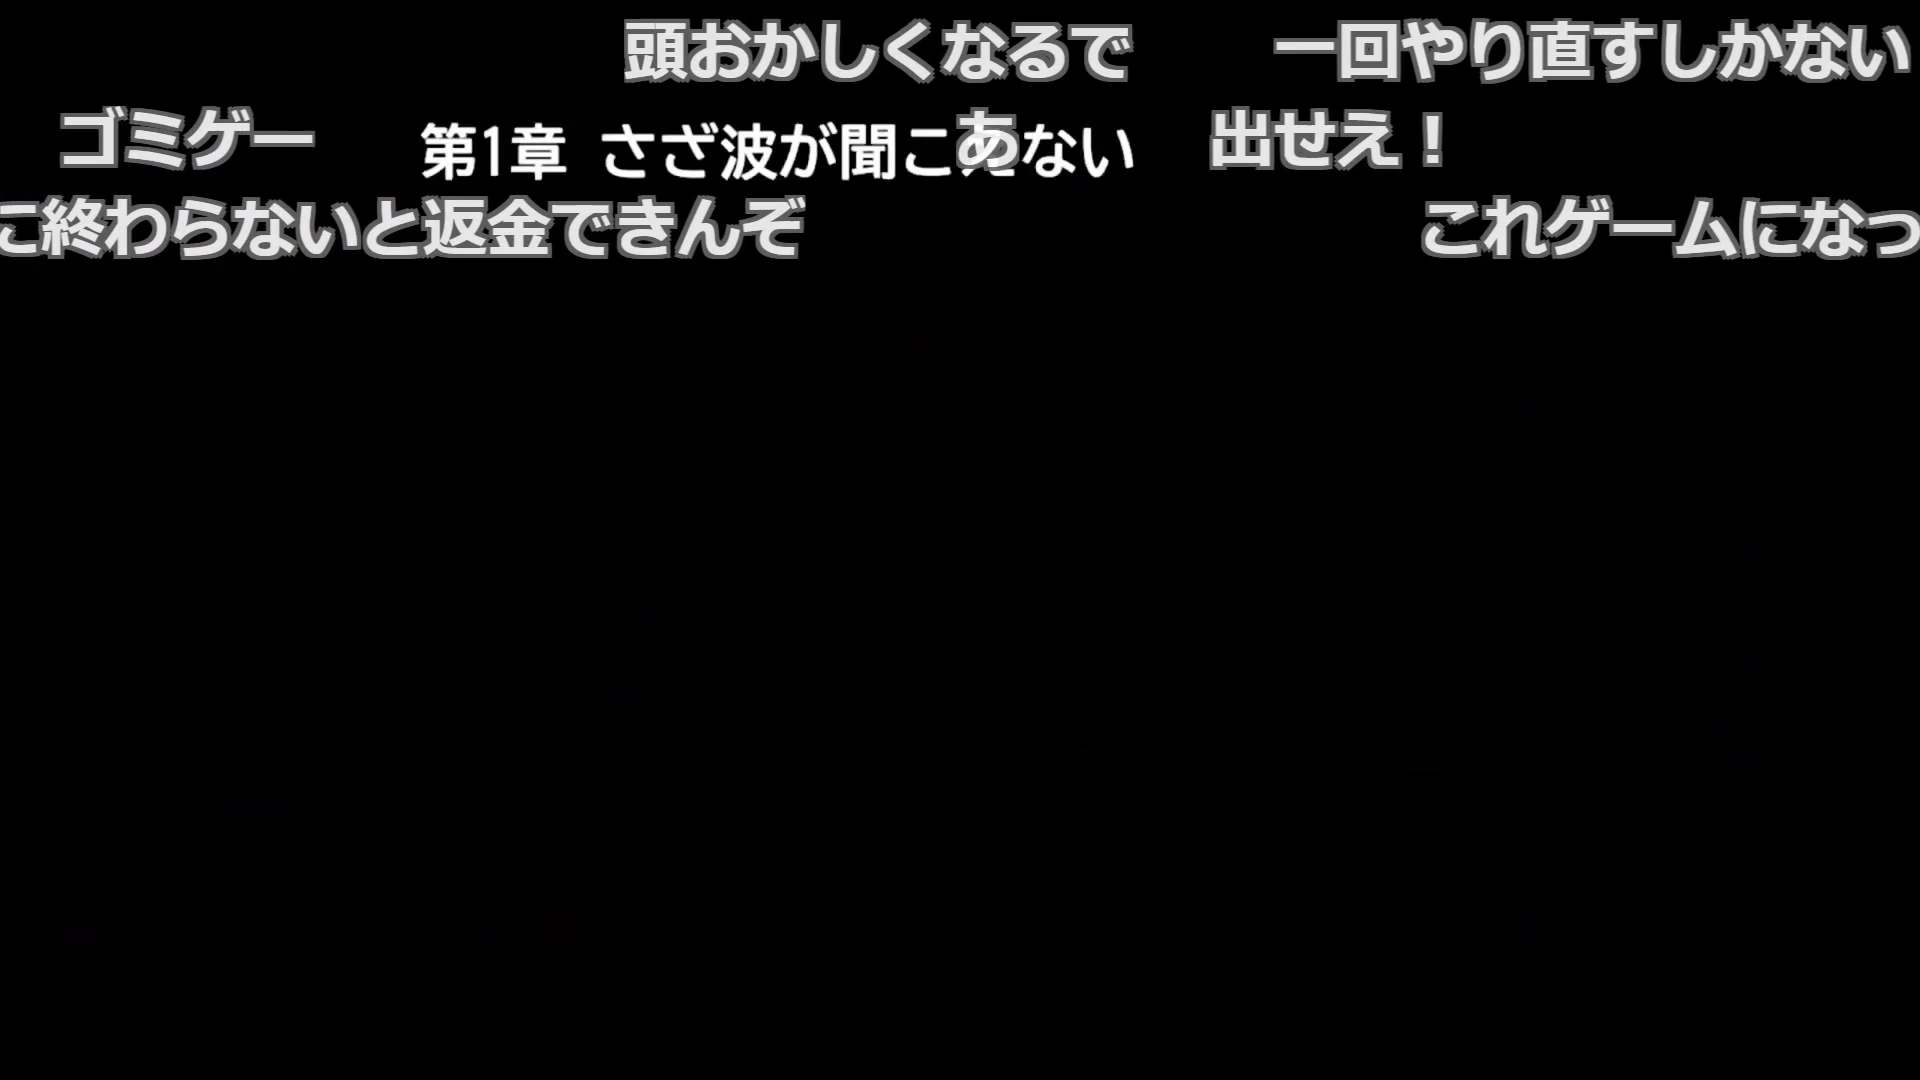 頭おかしくなるで
一回やり直すしかない
ゴミゲー
第1章 さざ波が聞こえない
あ
出せえ！
に終わらないと返金できんぞ
これゲームになっ